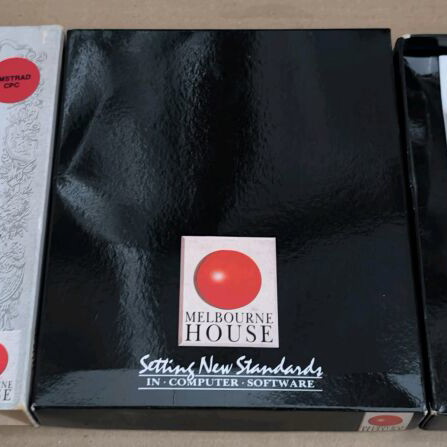 AMSTRAD
CPC
MELBOURNE
HOUSE
Setting New Standards
IN · COMPUTER · SOFTWARE